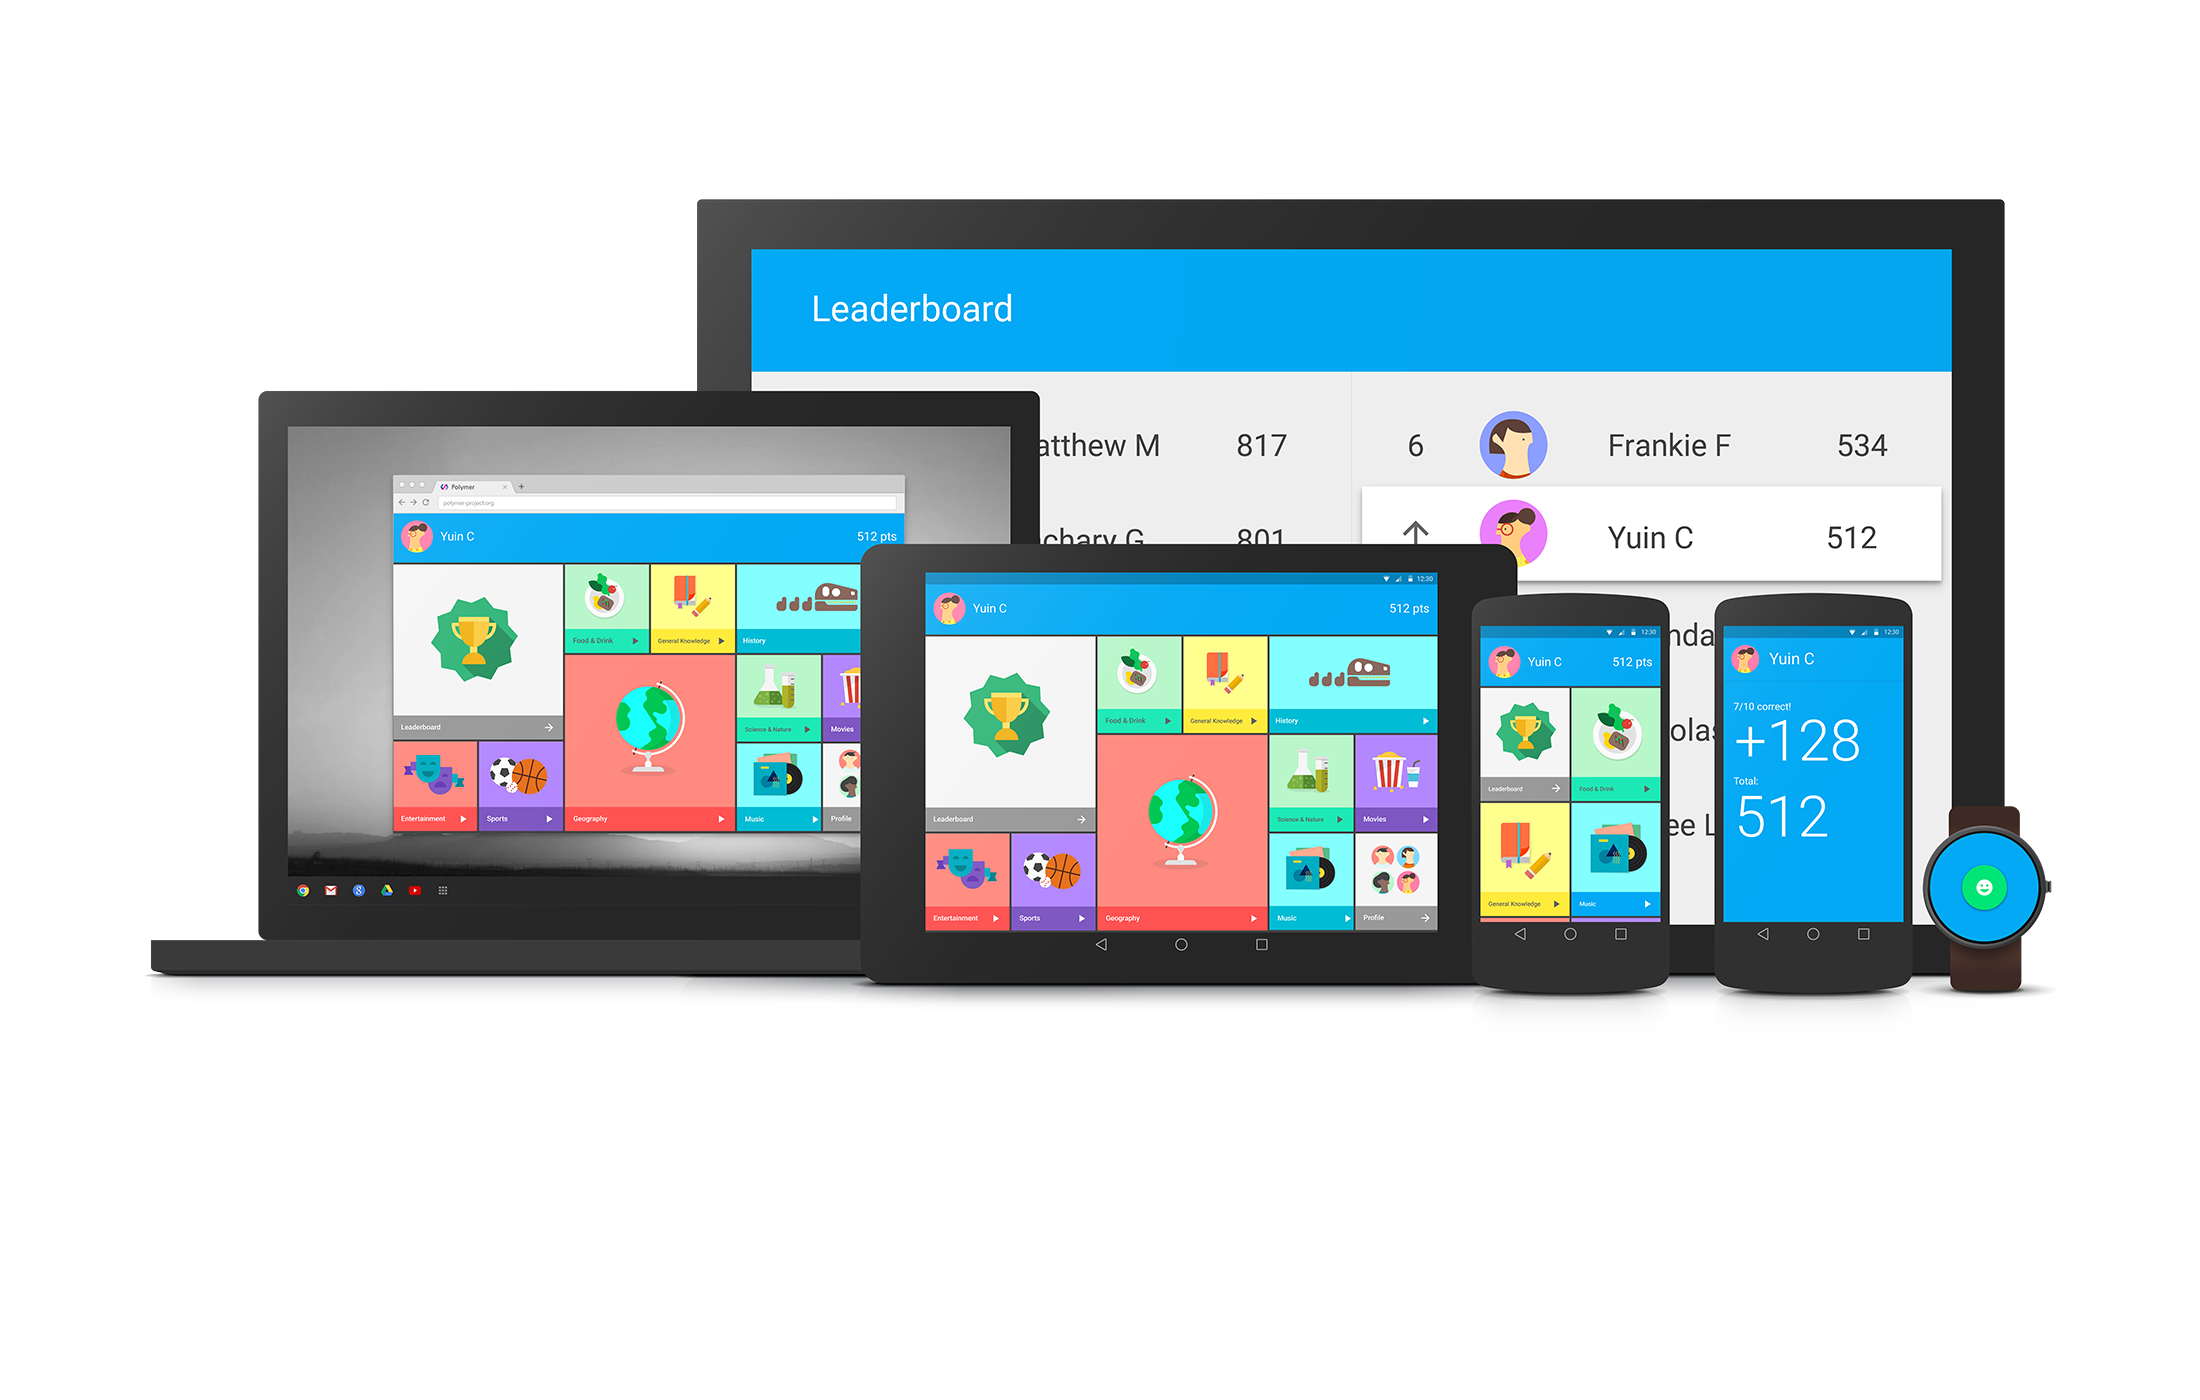 Leaderboard
atthew M 817
6 Frankie F 534
chary G 801
Yuin C 512
nda
olas
ee L
Polymer
polymer-project.org
Yuin C 512 pts
Food & Drink
General Knowledge
History
Leaderboard
Science & Nature
Movies
Entertainment
Sports
Geography
Music
Profile
12:30
Yuin C 512 pts
Food & Drink
General Knowledge
History
Leaderboard
Science & Nature
Movies
Entertainment
Sports
Geography
Music
Profile
12:30
Yuin C 512 pts
Leaderboard
Food & Drink
General Knowledge
Music
12:30
Yuin C
7/10 correct!
+128
Total:
512